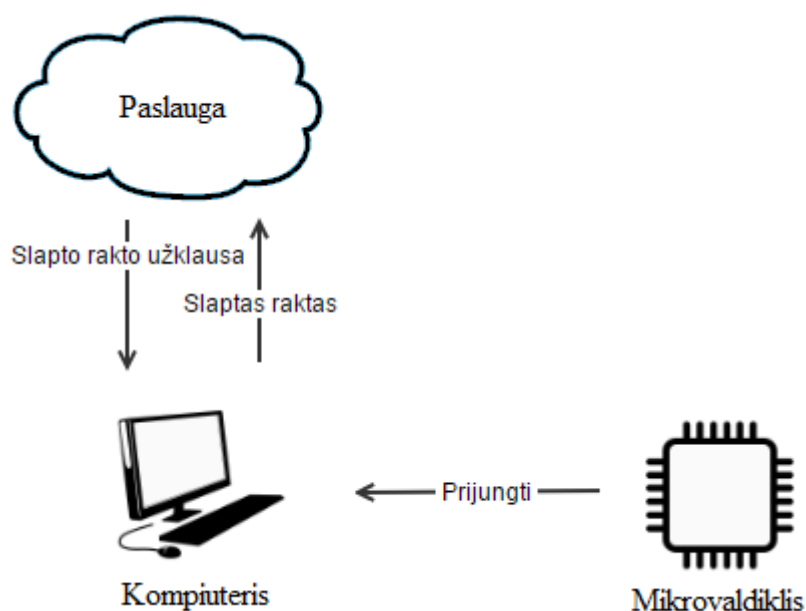 Paslauga
Slapto rakto užklausa
Slaptas raktas
Prijungti
Kompiuteris
Mikrovaldiklis